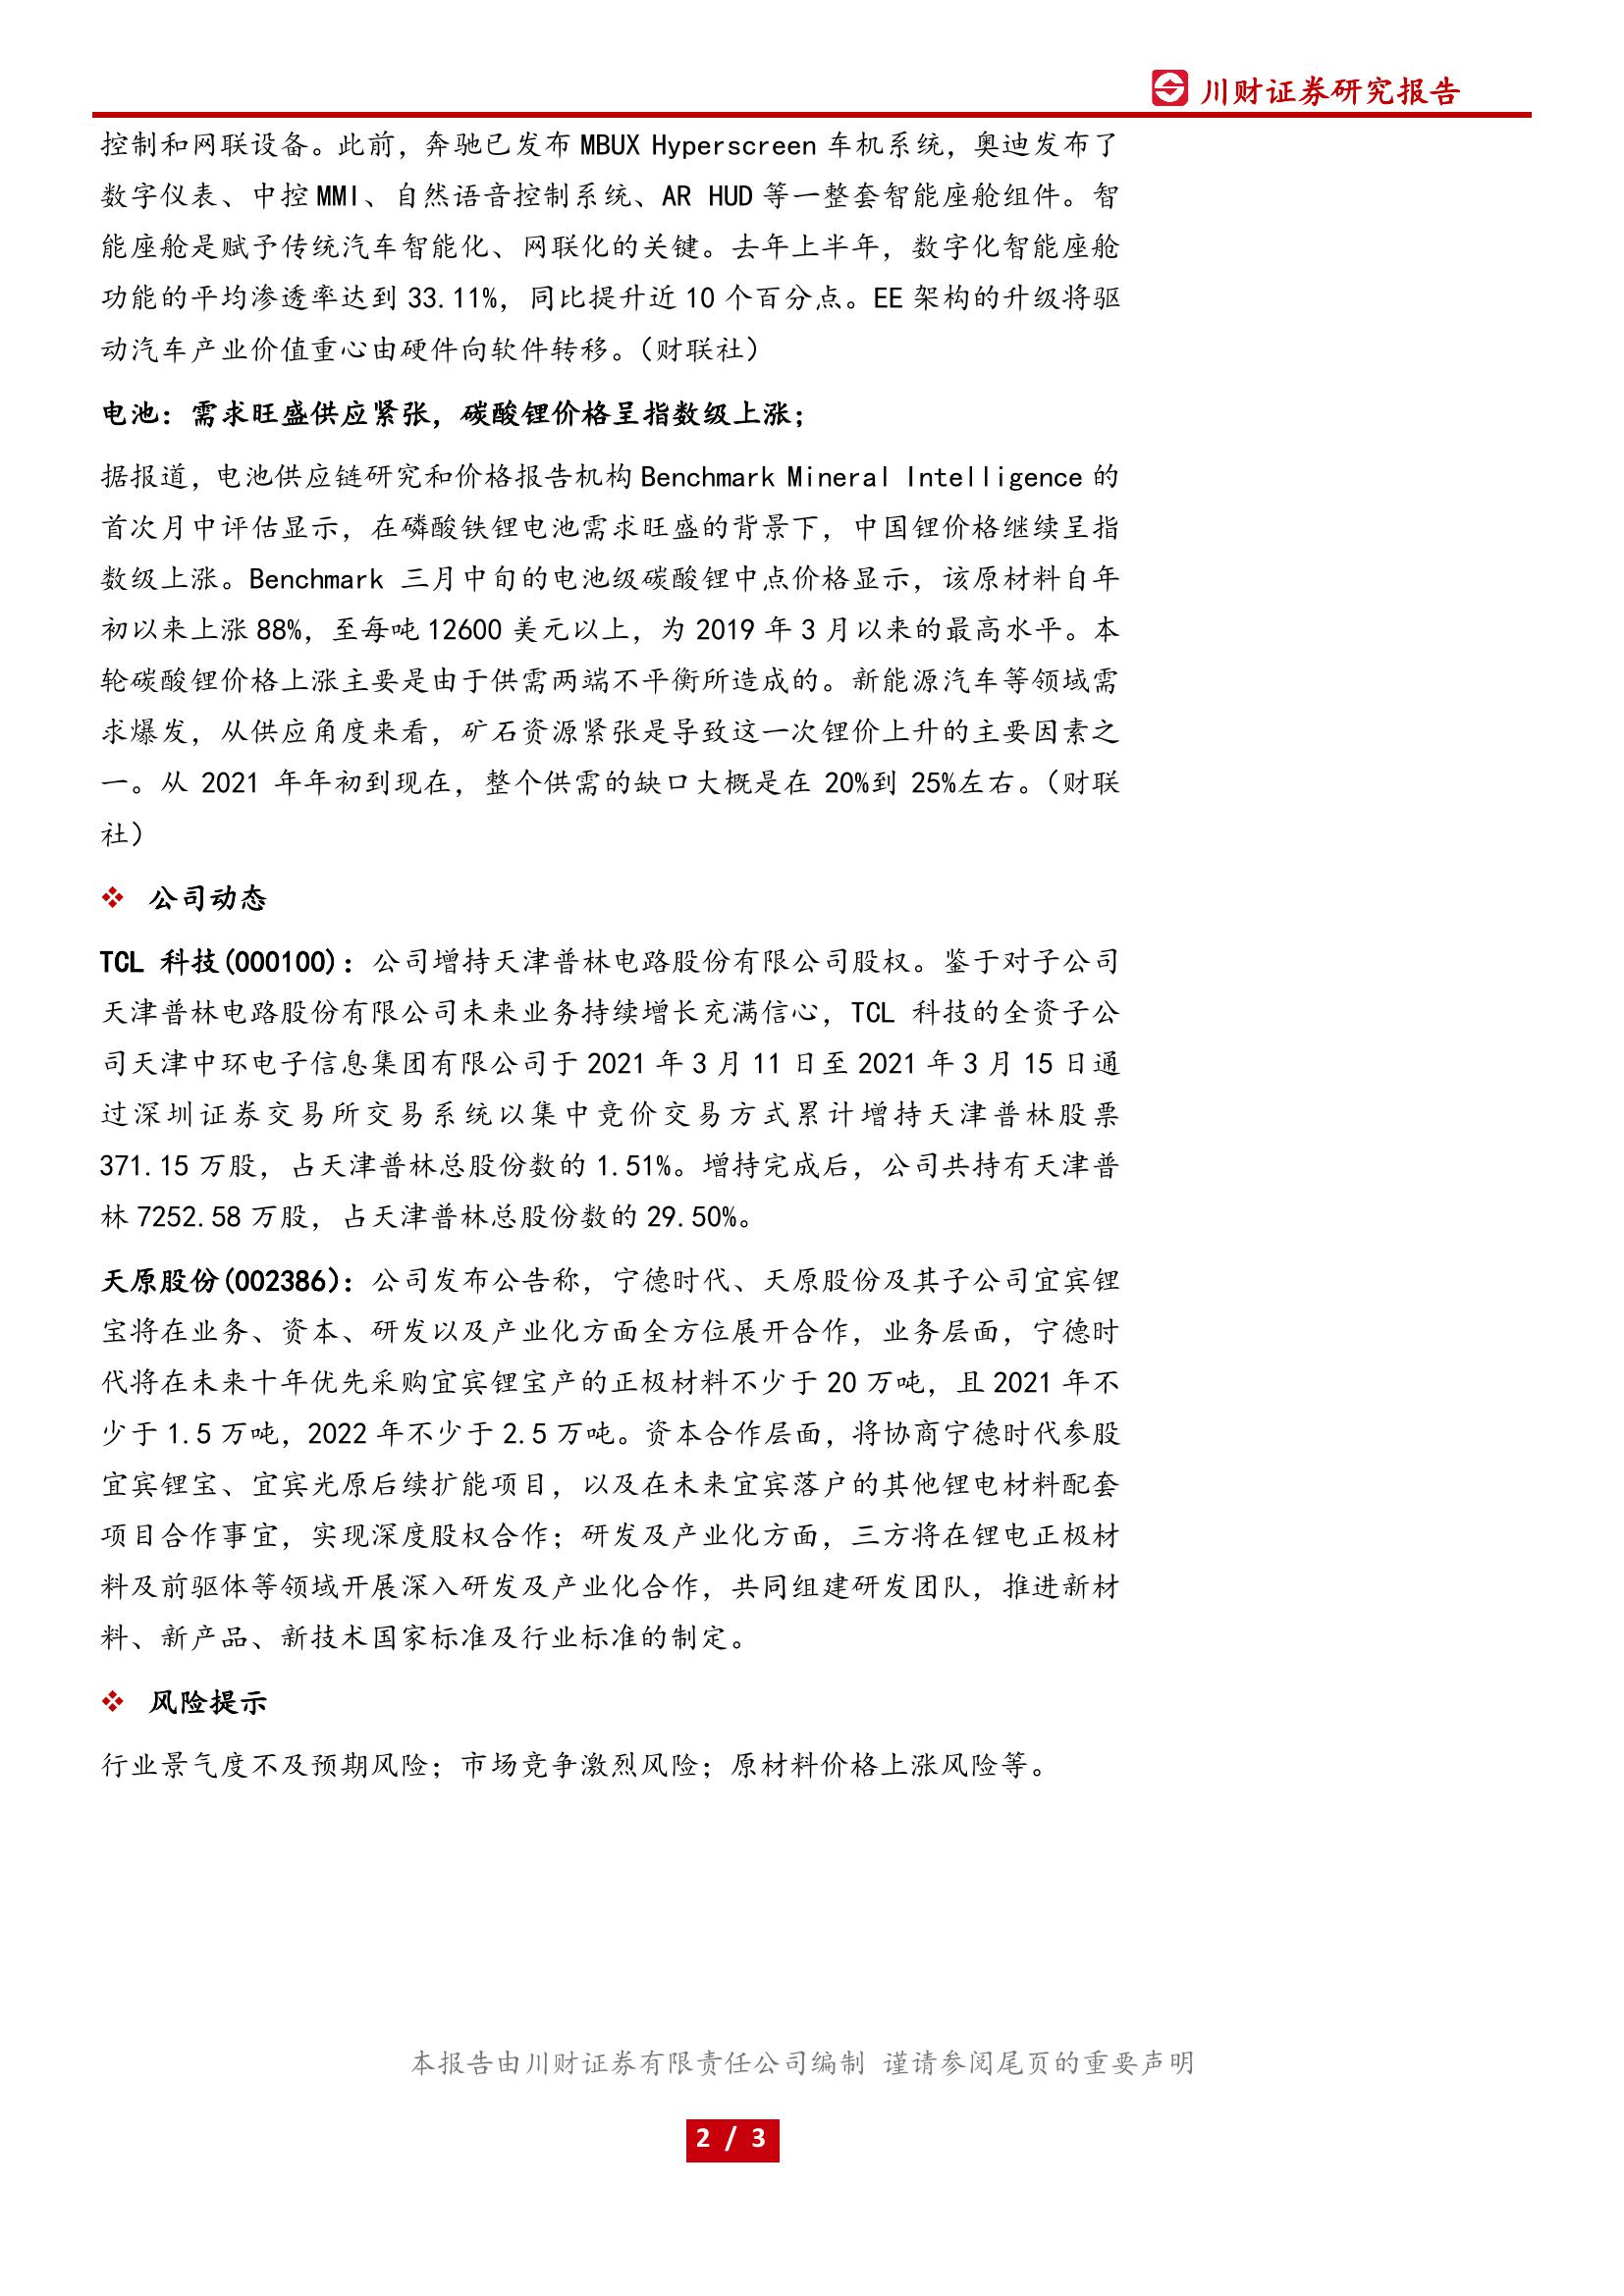 川财证券研究报告
控制和网联设备。此前，奔驰已发布 MBUX Hyperscreen 车机系统，奥迪发布了
数字仪表、中控 MMI、自然语音控制系统、AR HUD 等一整套智能座舱组件。智
能座舱是赋予传统汽车智能化、网联化的关键。去年上半年，数字化智能座舱
功能的平均渗透率达到 33.11%，同比提升近 10 个百分点。EE 架构的升级将驱
动汽车产业价值重心由硬件向软件转移。（财联社）
电池：需求旺盛供应紧张，碳酸锂价格呈指数级上涨；
据报道，电池供应链研究和价格报告机构 Benchmark Mineral Intelligence 的
首次月中评估显示，在磷酸铁锂电池需求旺盛的背景下，中国锂价格继续呈指
数级上涨。Benchmark 三月中旬的电池级碳酸锂中点价格显示，该原材料自年
初以来上涨 88%，至每吨 12600 美元以上，为 2019 年 3 月以来的最高水平。本
轮碳酸锂价格上涨主要是由于供需两端不平衡所造成的。新能源汽车等领域需
求爆发，从供应角度来看，矿石资源紧张是导致这一次锂价上升的主要因素之
一。从 2021 年年初到现在，整个供需的缺口大概是在 20%到 25%左右。（财联
社）
❖ 公司动态
TCL 科技(000100)：公司增持天津普林电路股份有限公司股权。鉴于对子公司
天津普林电路股份有限公司未来业务持续增长充满信心，TCL 科技的全资子公
司天津中环电子信息集团有限公司于 2021 年 3 月 11 日至 2021 年 3 月 15 日通
过深圳证券交易所交易系统以集中竞价交易方式累计增持天津普林股票
371.15 万股，占天津普林总股份数的 1.51%。增持完成后，公司共持有天津普
林 7252.58 万股，占天津普林总股份数的 29.50%。
天原股份(002386)：公司发布公告称，宁德时代、天原股份及其子公司宜宾锂
宝将在业务、资本、研发以及产业化方面全方位展开合作，业务层面，宁德时
代将在未来十年优先采购宜宾锂宝产的正极材料不少于 20 万吨，且 2021 年不
少于 1.5 万吨，2022 年不少于 2.5 万吨。资本合作层面，将协商宁德时代参股
宜宾锂宝、宜宾光原后续扩能项目，以及在未来宜宾落户的其他锂电材料配套
项目合作事宜，实现深度股权合作；研发及产业化方面，三方将在锂电正极材
料及前驱体等领域开展深入研发及产业化合作，共同组建研发团队，推进新材
料、新产品、新技术国家标准及行业标准的制定。
❖ 风险提示
行业景气度不及预期风险；市场竞争激烈风险；原材料价格上涨风险等。
本报告由川财证券有限责任公司编制 谨请参阅尾页的重要声明
2 / 3